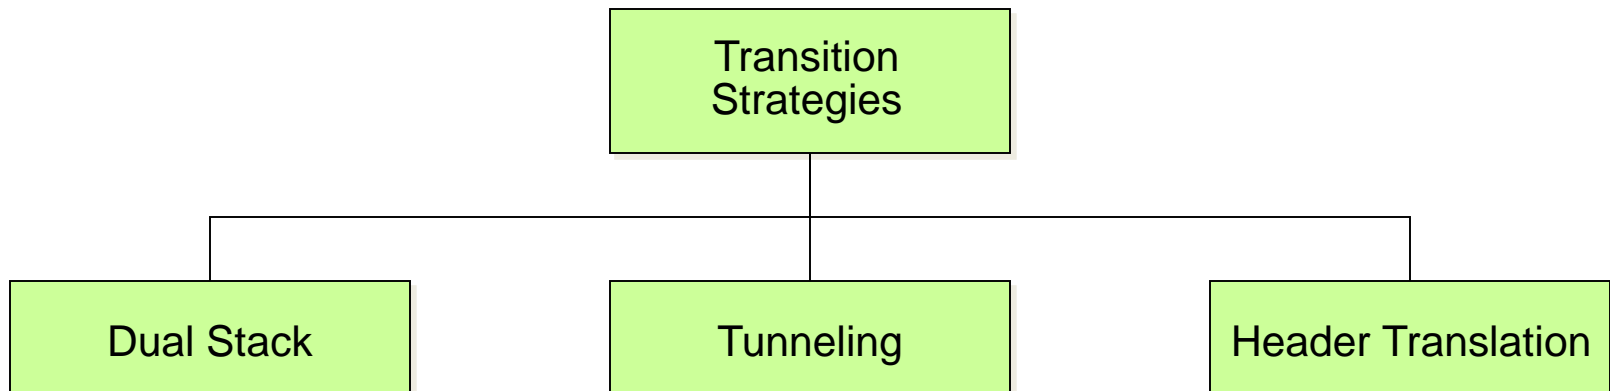 Transition
Strategies
Dual Stack
Tunneling
Header Translation